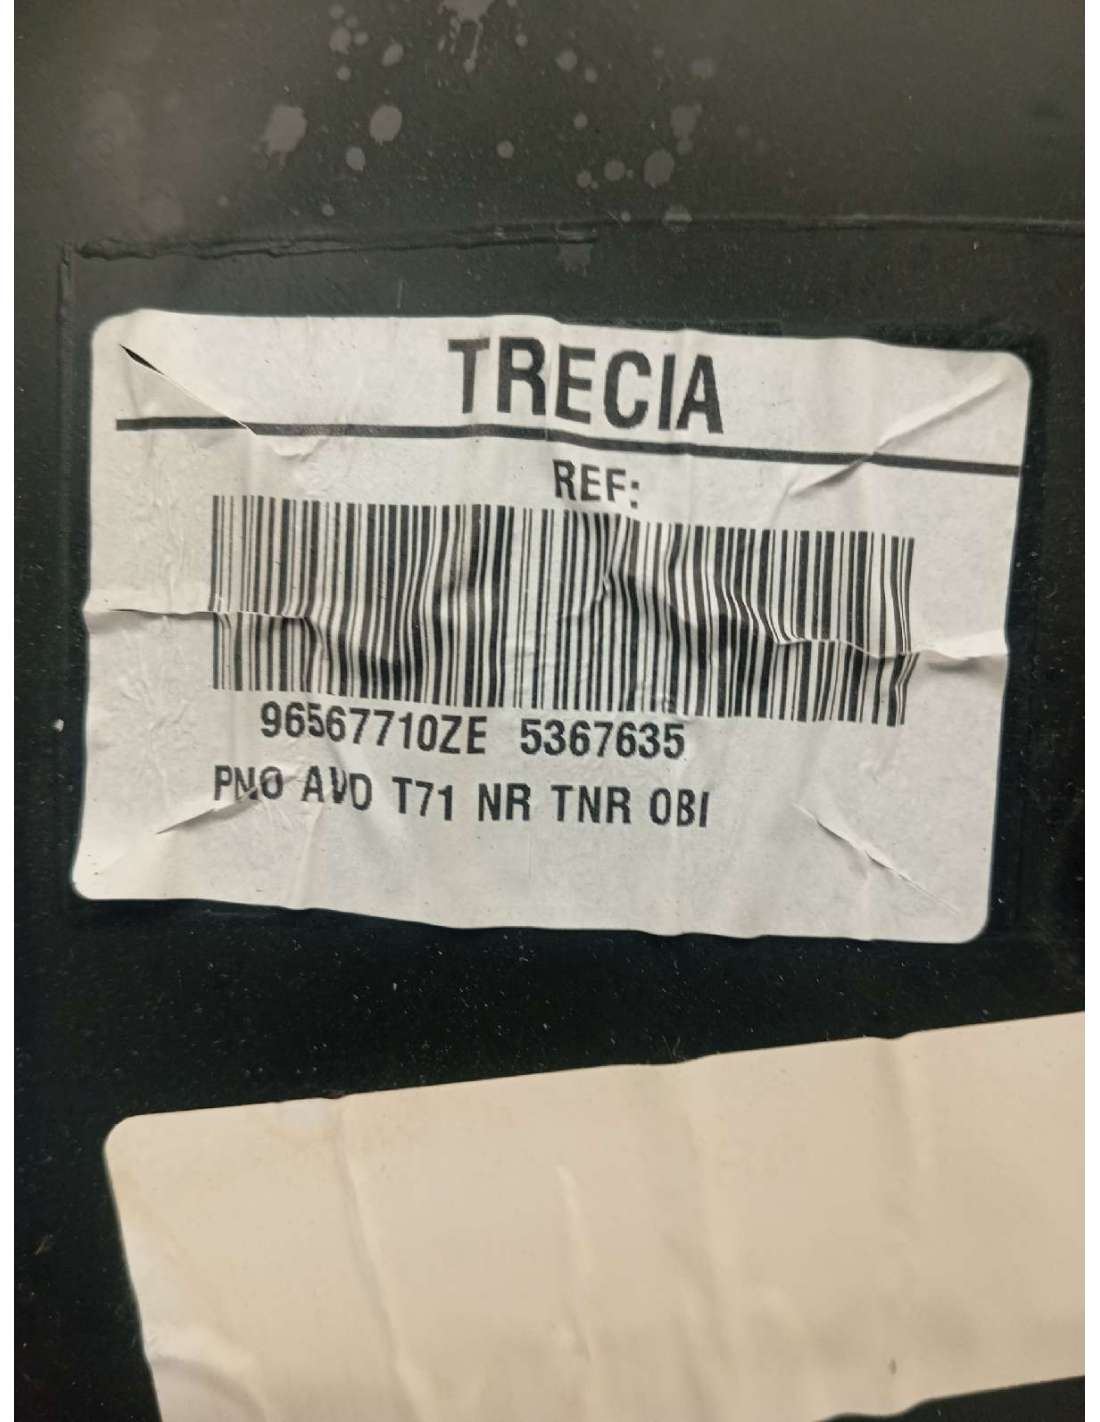 TRECIA
REF:
96567710ZE 5367635
PNO AVD T71 NR TNR OBI